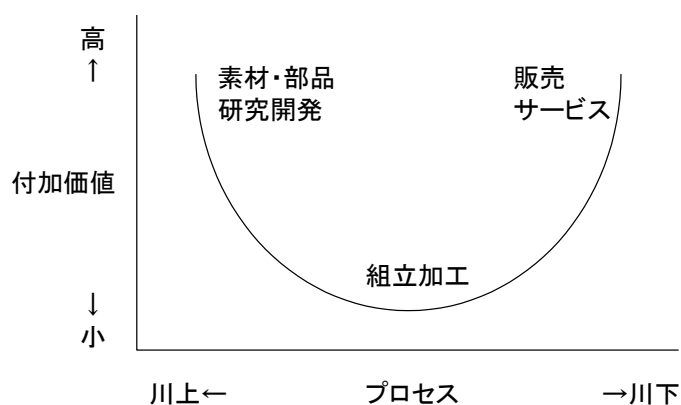 高
↑
付加価値
↓
小
素材・部品
研究開発
販売
サービス
組立加工
川上←
プロセス
→川下